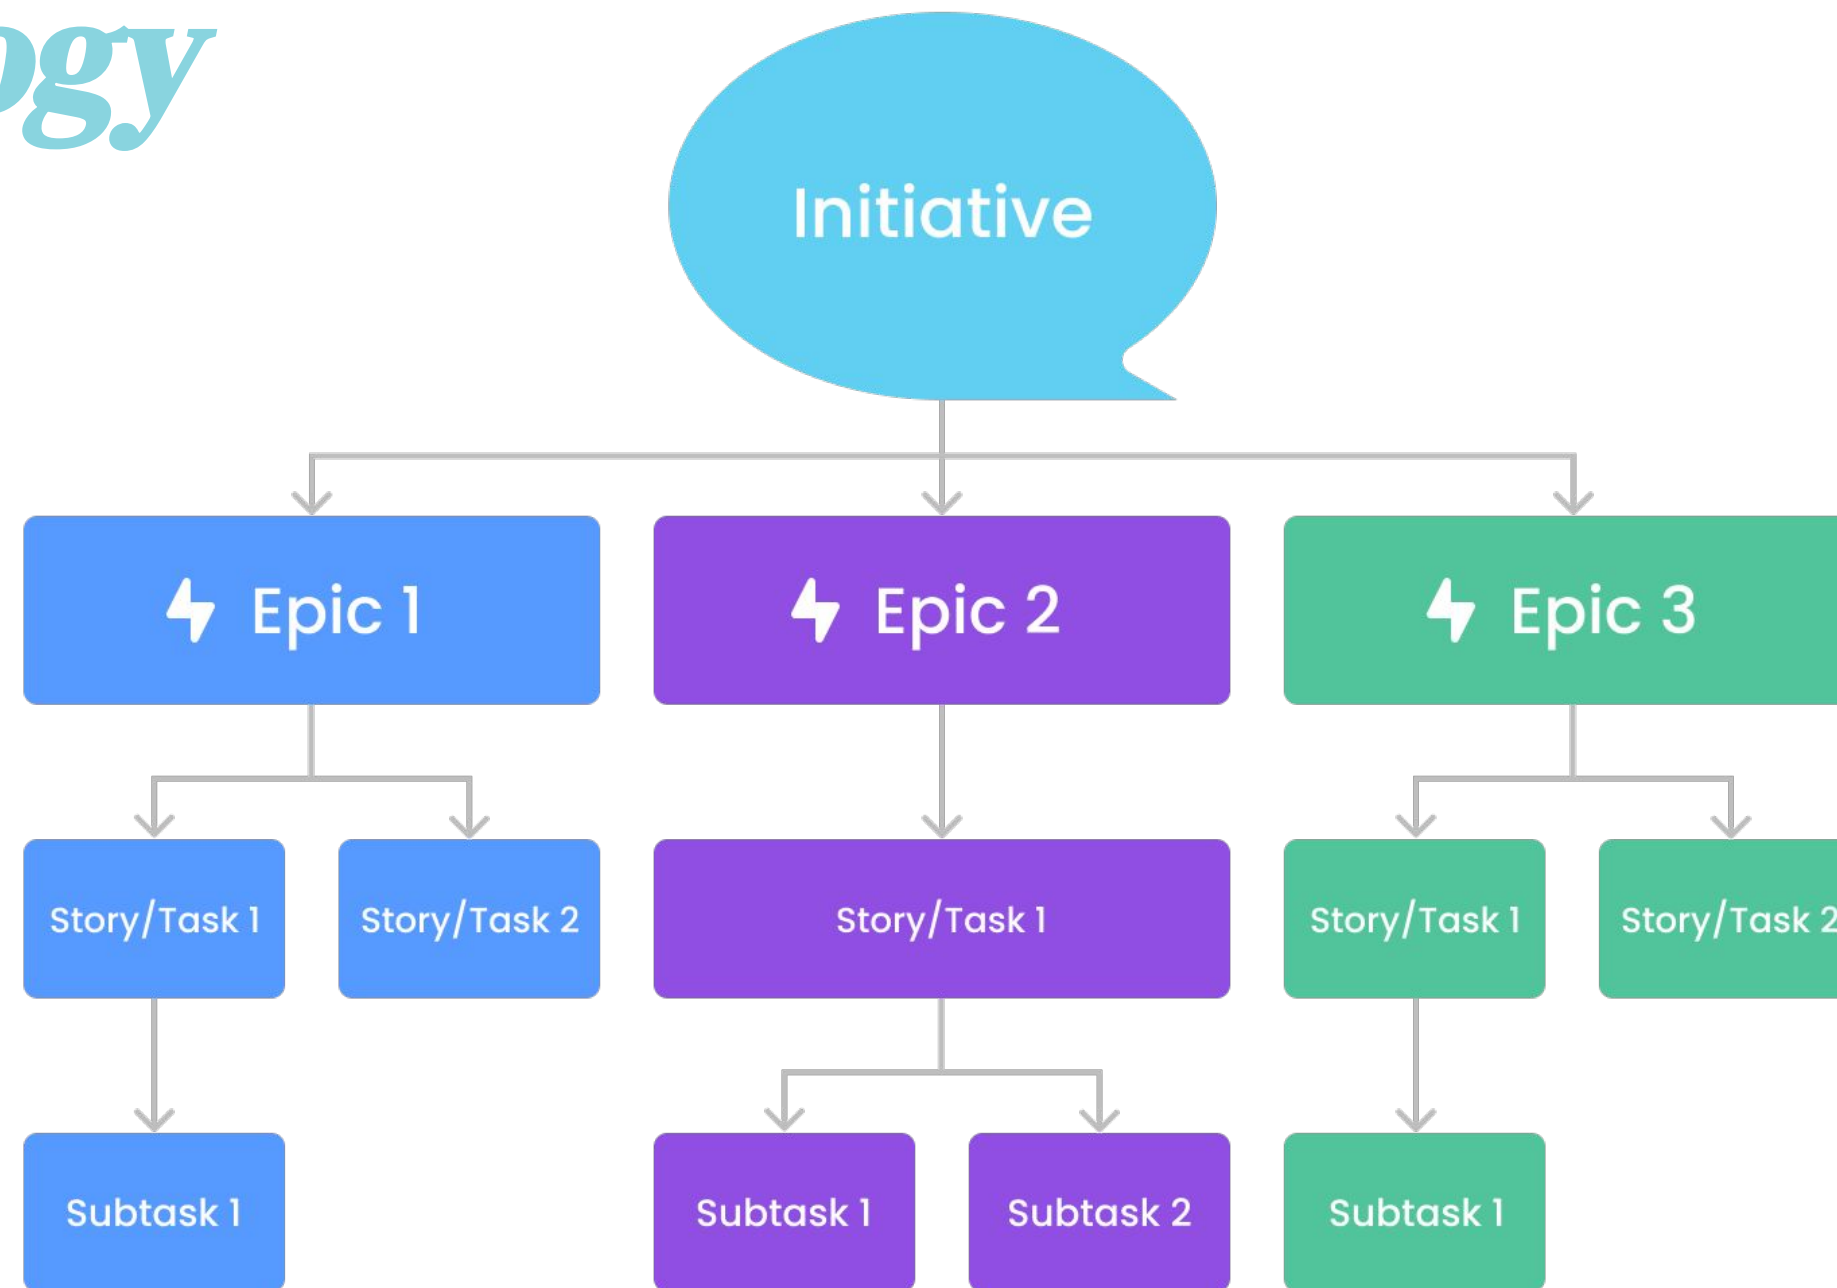 ogy
Initiative
Epic 1
Epic 2
Epic 3
Story/Task 1
Story/Task 2
Story/Task 1
Story/Task 1
Story/Task 2
Subtask 1
Subtask 1
Subtask 2
Subtask 1